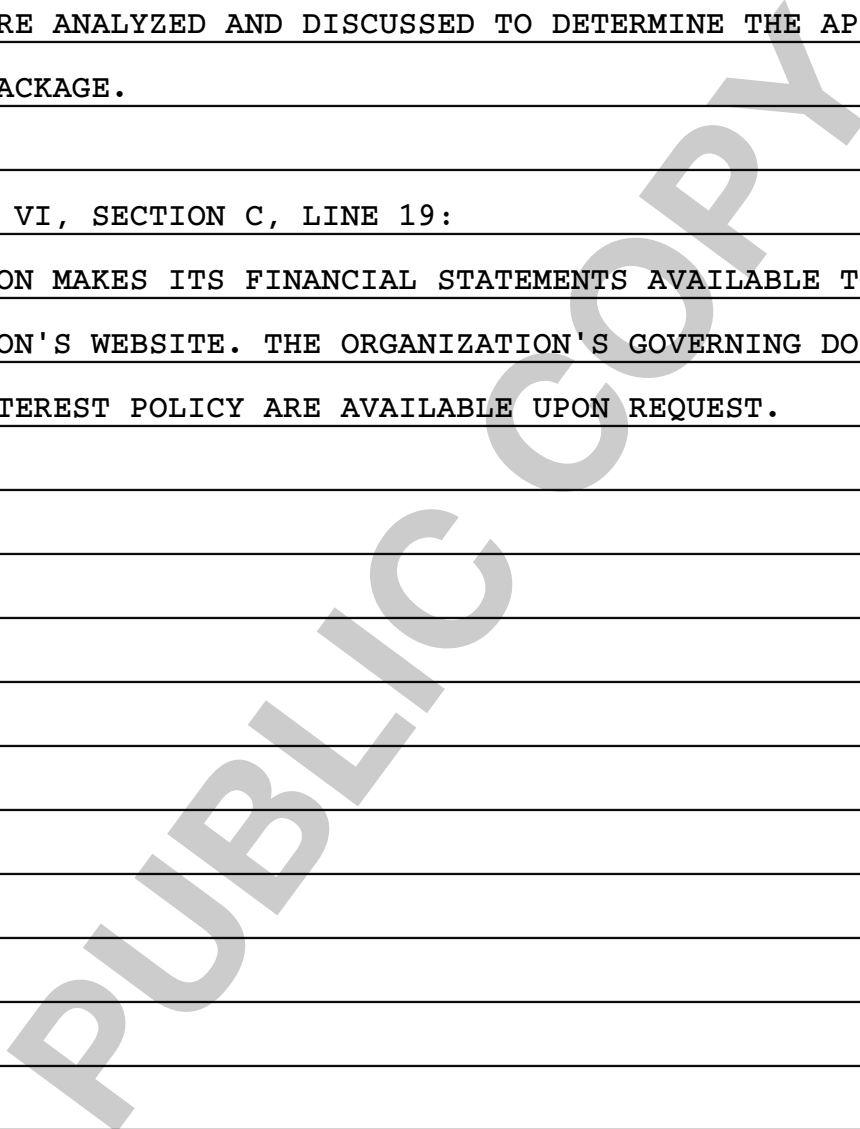 RE ANALYZED AND DISCUSSED TO DETERMINE THE AP
ACKAGE.
VI, SECTION C, LINE 19:
ON MAKES ITS FINANCIAL STATEMENTS AVAILABLE T
ON'S WEBSITE. THE ORGANIZATION'S GOVERNING DO
TEREST POLICY ARE AVAILABLE UPON REQUEST.
PUBLIC COPY